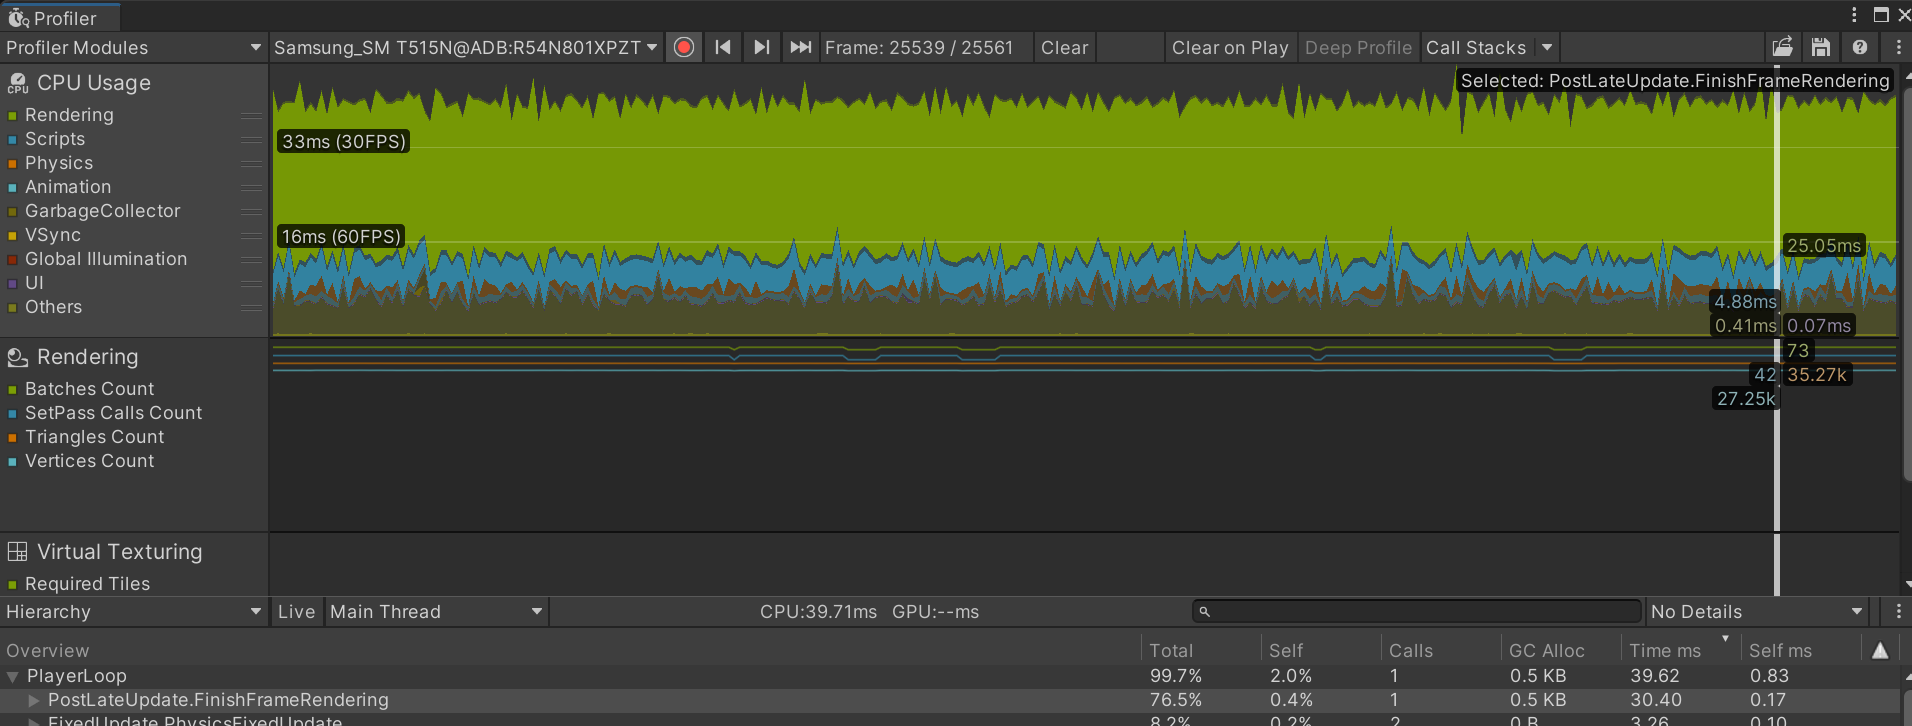 Profiler
Profiler Modules
Samsung_SM T515N@ADB:R54N801XPZT
Frame: 25539 / 25561
Clear
Clear on Play
Deep Profile
Call Stacks
CPU Usage
CPU
Rendering
Scripts
Physics
Animation
GarbageCollector
VSync
Global Illumination
UI
Others
Selected: PostLateUpdate.FinishFrameRendering
33ms (30FPS)
16ms (60FPS)
25.05ms
4.88ms
0.41ms
0.07ms
Rendering
Batches Count
SetPass Calls Count
Triangles Count
Vertices Count
73
42
35.27k
27.25k
Virtual Texturing
Required Tiles
Hierarchy
Live
Main Thread
CPU:39.71ms GPU:--ms
No Details
Overview Total Self Calls GC Alloc Time ms Self ms
PlayerLoop 99.7% 2.0% 1 0.5 KB 39.62 0.83
PostLateUpdate.FinishFrameRendering 76.5% 0.4% 1 0.5 KB 30.40 0.17
FixedUpdate.PhysicsFixedUpdate 8.2% 0.2% 2 0 B 3.26 0.10